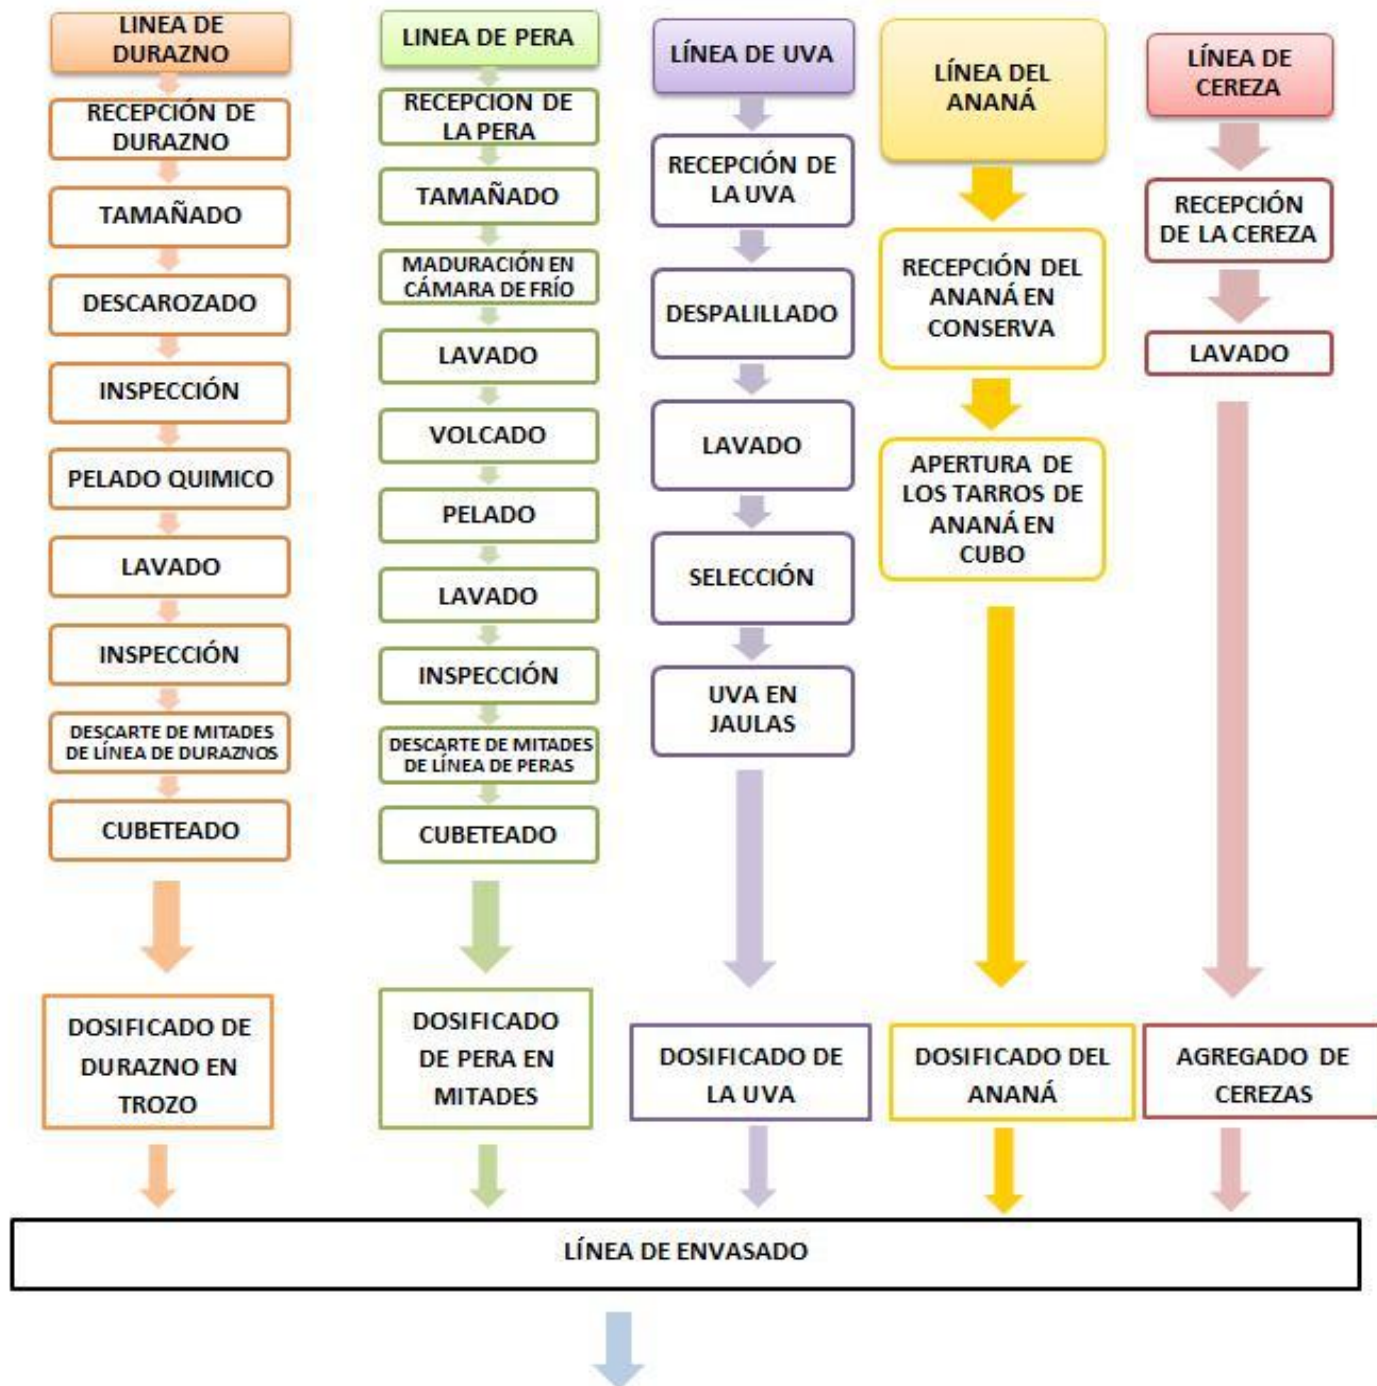 LINEA DE
DURAZNO
RECEPCIÓN DE
DURAZNO
TAMAÑADO
DESCAROZADO
INSPECCIÓN
PELADO QUIMICO
LAVADO
INSPECCIÓN
DESCARTE DE MITADES
DE LÍNEA DE DURAZNOS
CUBETEADO
DOSIFICADO DE
DURAZNO EN
TROZO
LINEA DE PERA
RECEPCION DE
LA PERA
TAMAÑADO
MADURACIÓN EN
CÁMARA DE FRÍO
LAVADO
VOLCADO
PELADO
LAVADO
INSPECCIÓN
DESCARTE DE MITADES
DE LÍNEA DE PERAS
CUBETEADO
DOSIFICADO
DE PERA EN
MITADES
LÍNEA DE UVA
RECEPCIÓN DE
LA UVA
DESPALILLADO
LAVADO
SELECCIÓN
UVA EN
JAULAS
DOSIFICADO DE
LA UVA
LÍNEA DEL
ANANÁ
RECEPCIÓN DEL
ANANÁ EN
CONSERVA
APERTURA DE
LOS TARROS DE
ANANÁ EN
CUBO
DOSIFICADO DEL
ANANÁ
LÍNEA DE
CEREZA
RECEPCIÓN
DE LA CEREZA
LAVADO
AGREGADO DE
CEREZAS
LÍNEA DE ENVASADO